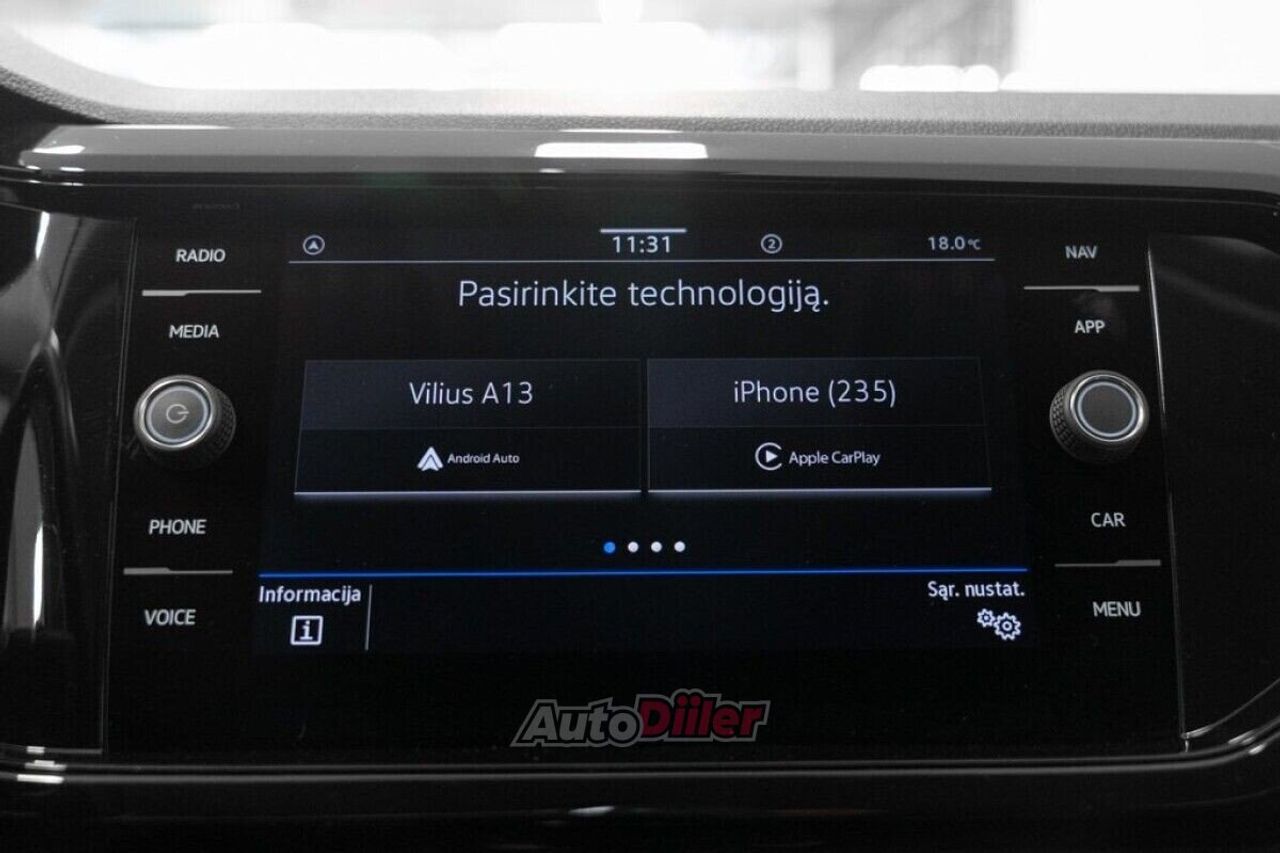 RADIO
MEDIA
PHONE
VOICE
11:31
2
18.0°C
Pasirinkite technologiją.
Vilius A13
Android Auto
iPhone (235)
Apple CarPlay
Informacija
i
Sąr. nustat.
NAV
APP
CAR
MENU
AutoDiiler